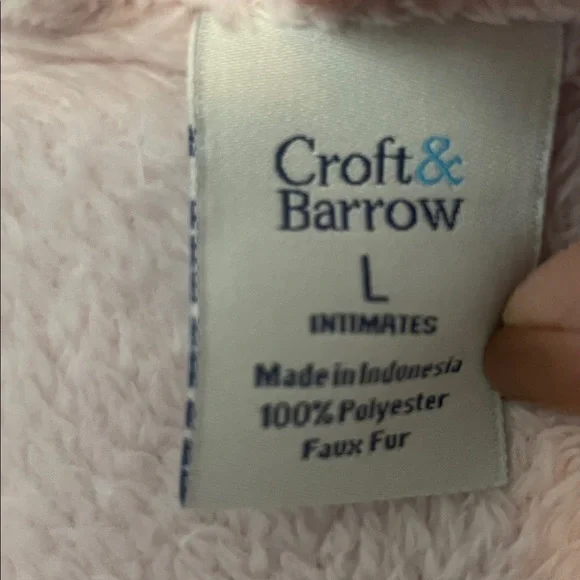 Croft&
Barrow
L
INTIMATES
Made in Indonesia
100% Polyester
Faux Fur